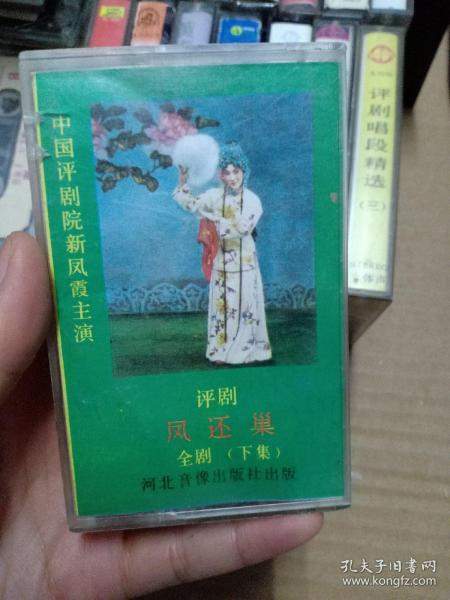 中国评剧院新凤霞主演
评剧
凤还巢
全剧（下集）
河北音像出版社出版
评剧唱段精选（三）
STEREO
孔夫子旧书网
www.kongfz.com